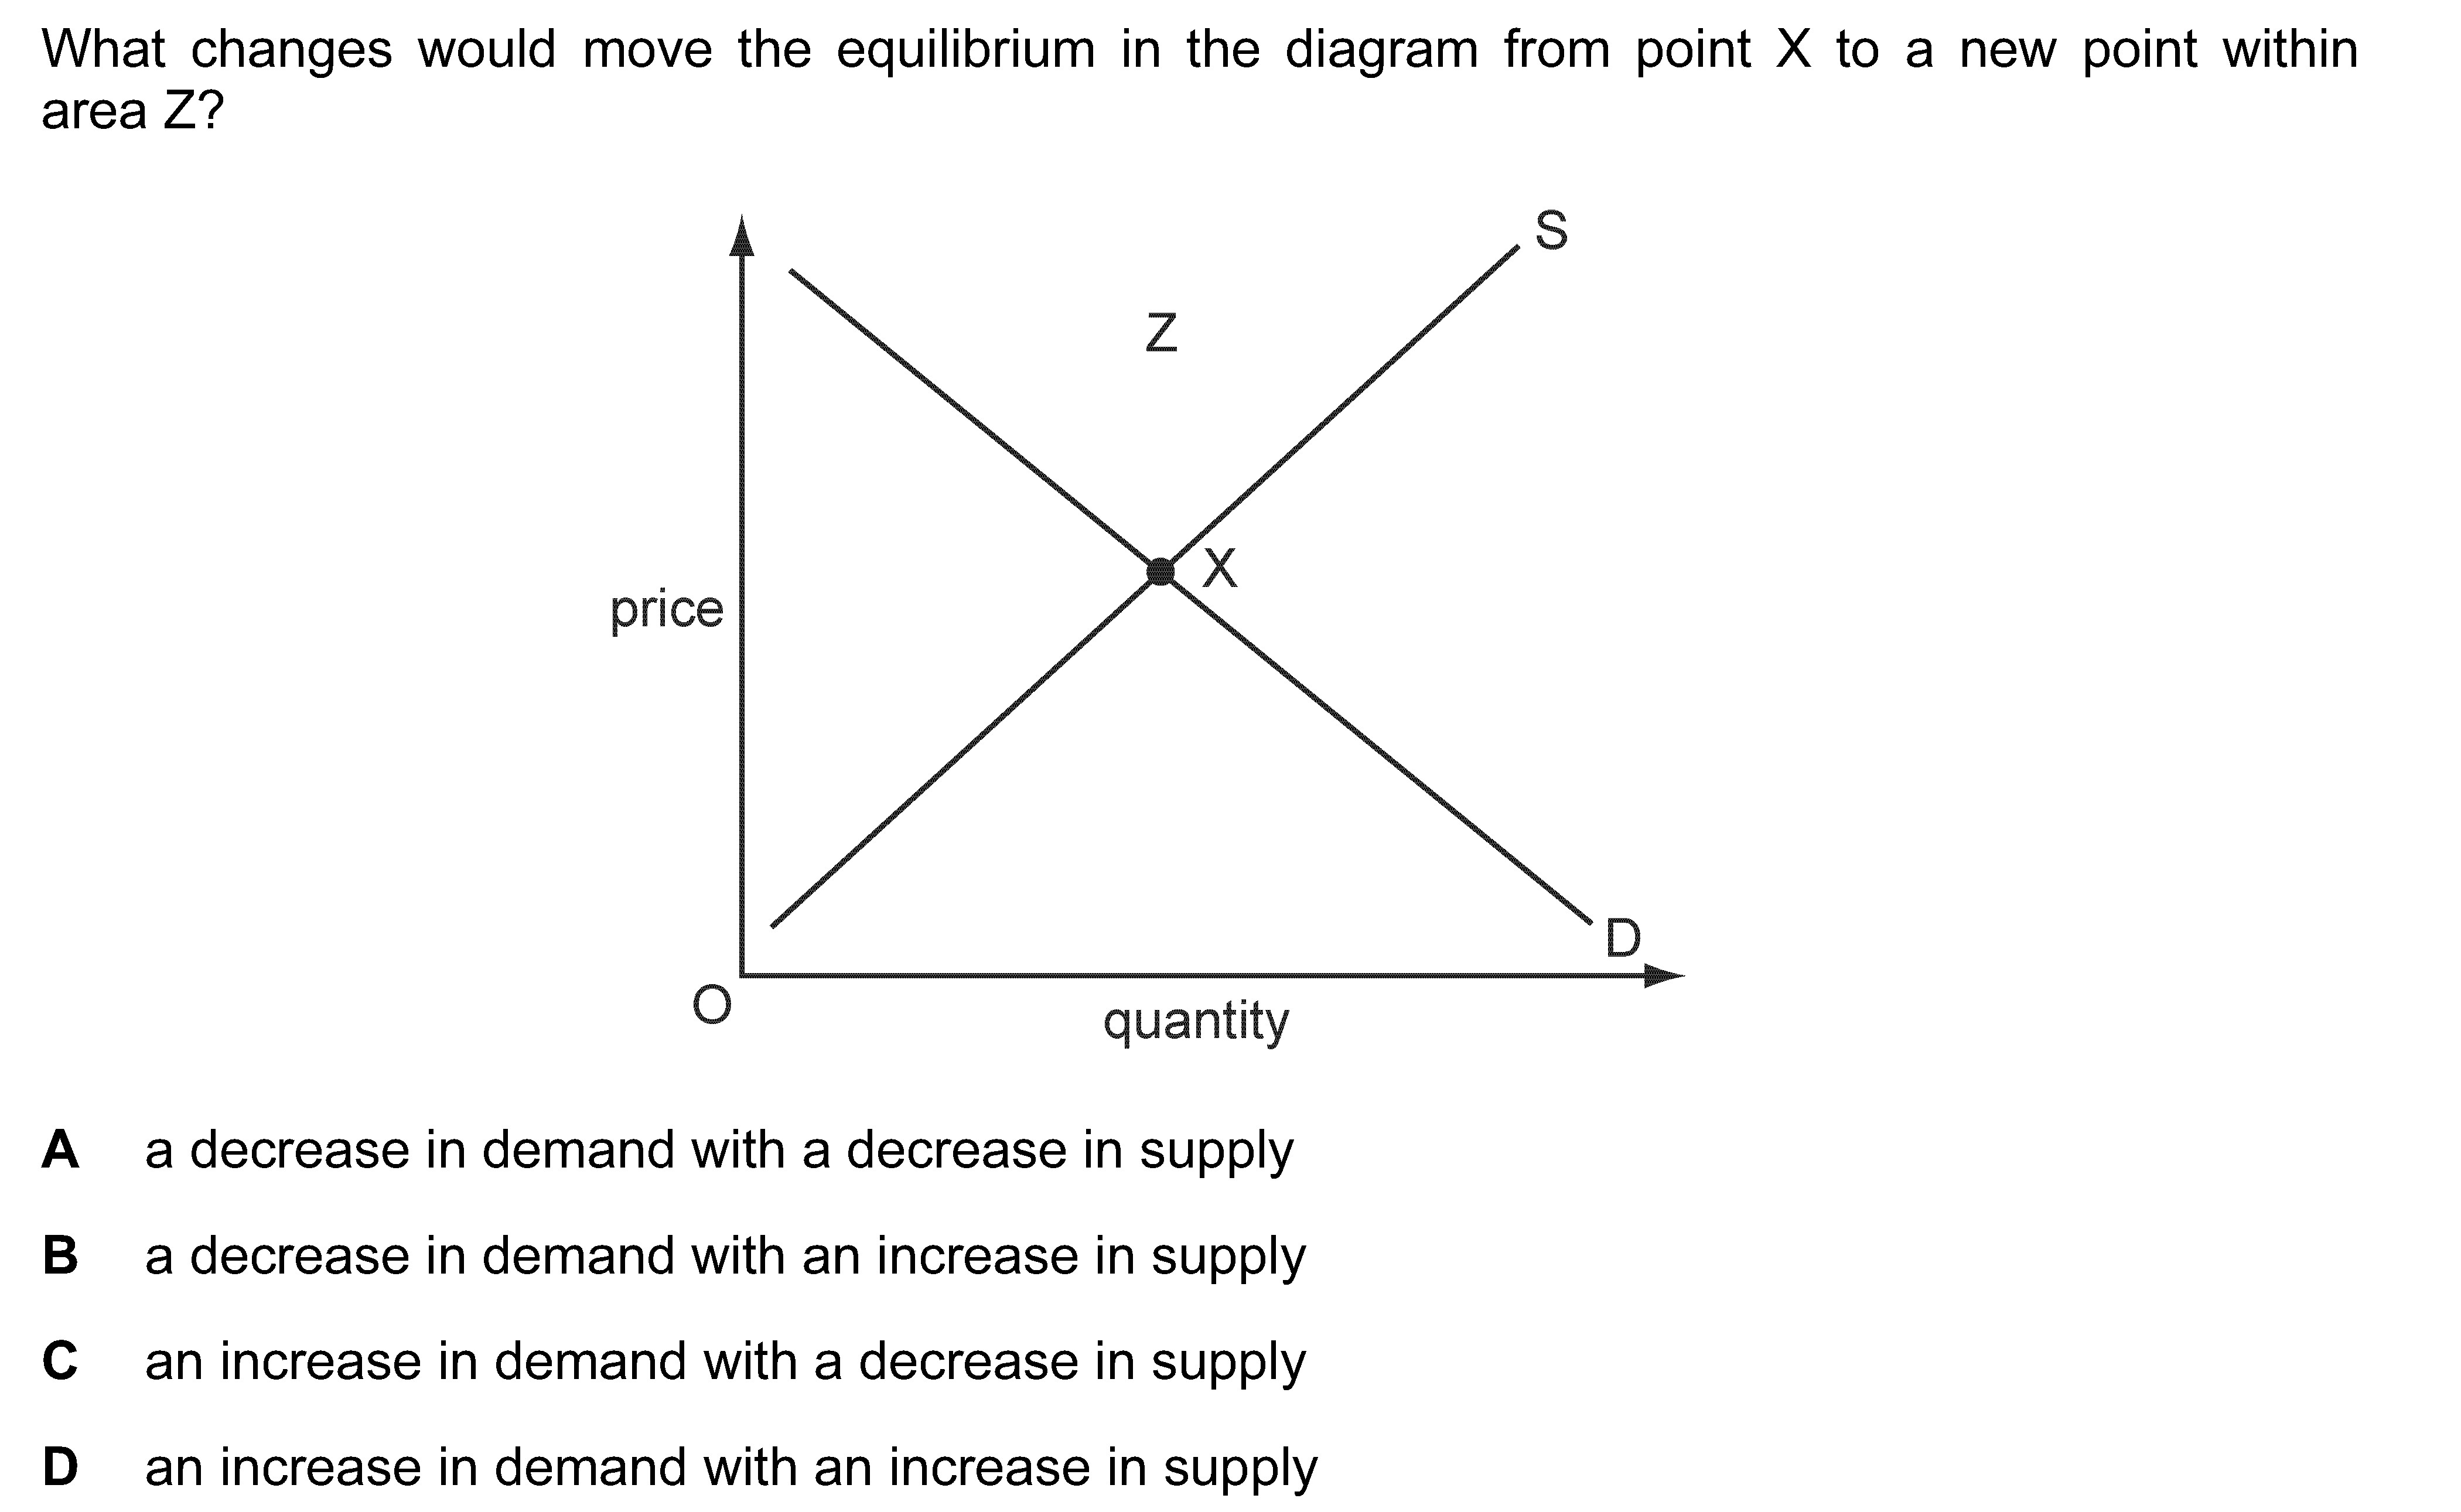 What changes would move the equilibrium in the diagram from point X to a new point within
area Z?
S
Z
X
price
D
O
quantity
A a decrease in demand with a decrease in supply
B a decrease in demand with an increase in supply
C an increase in demand with a decrease in supply
D an increase in demand with an increase in supply